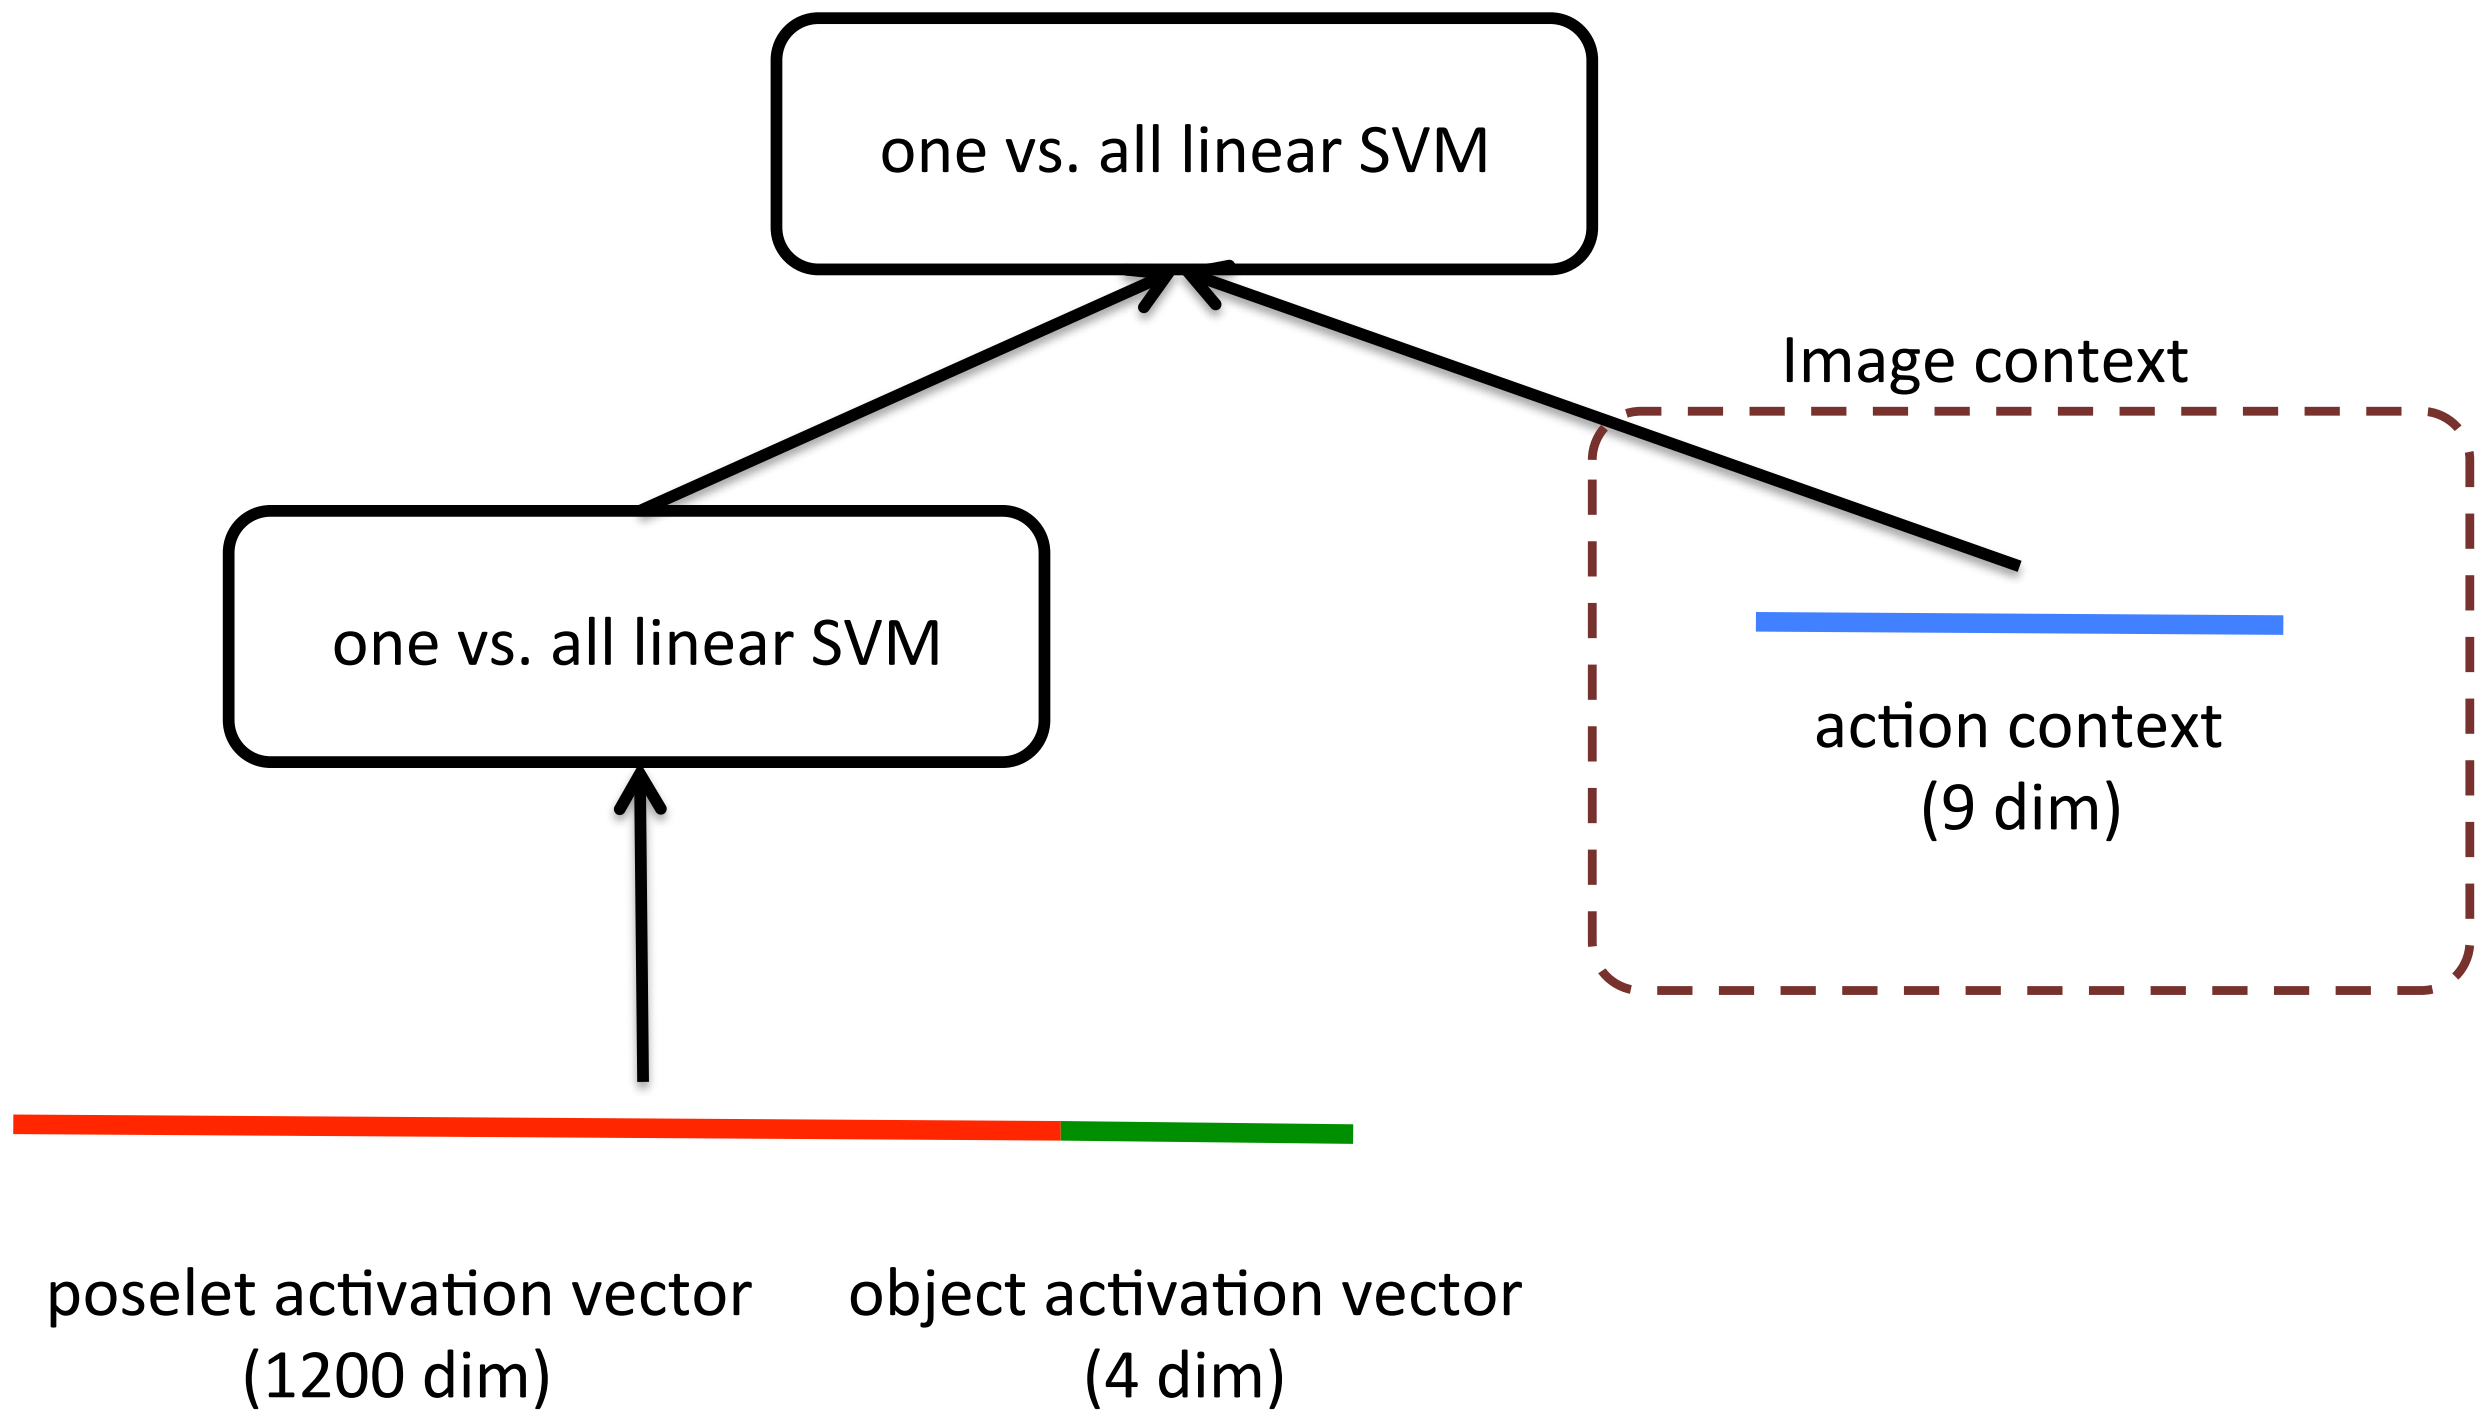 one vs. all linear SVM
Image context
one vs. all linear SVM
action context
(9 dim)
poselet activation vector
(1200 dim)
object activation vector
(4 dim)